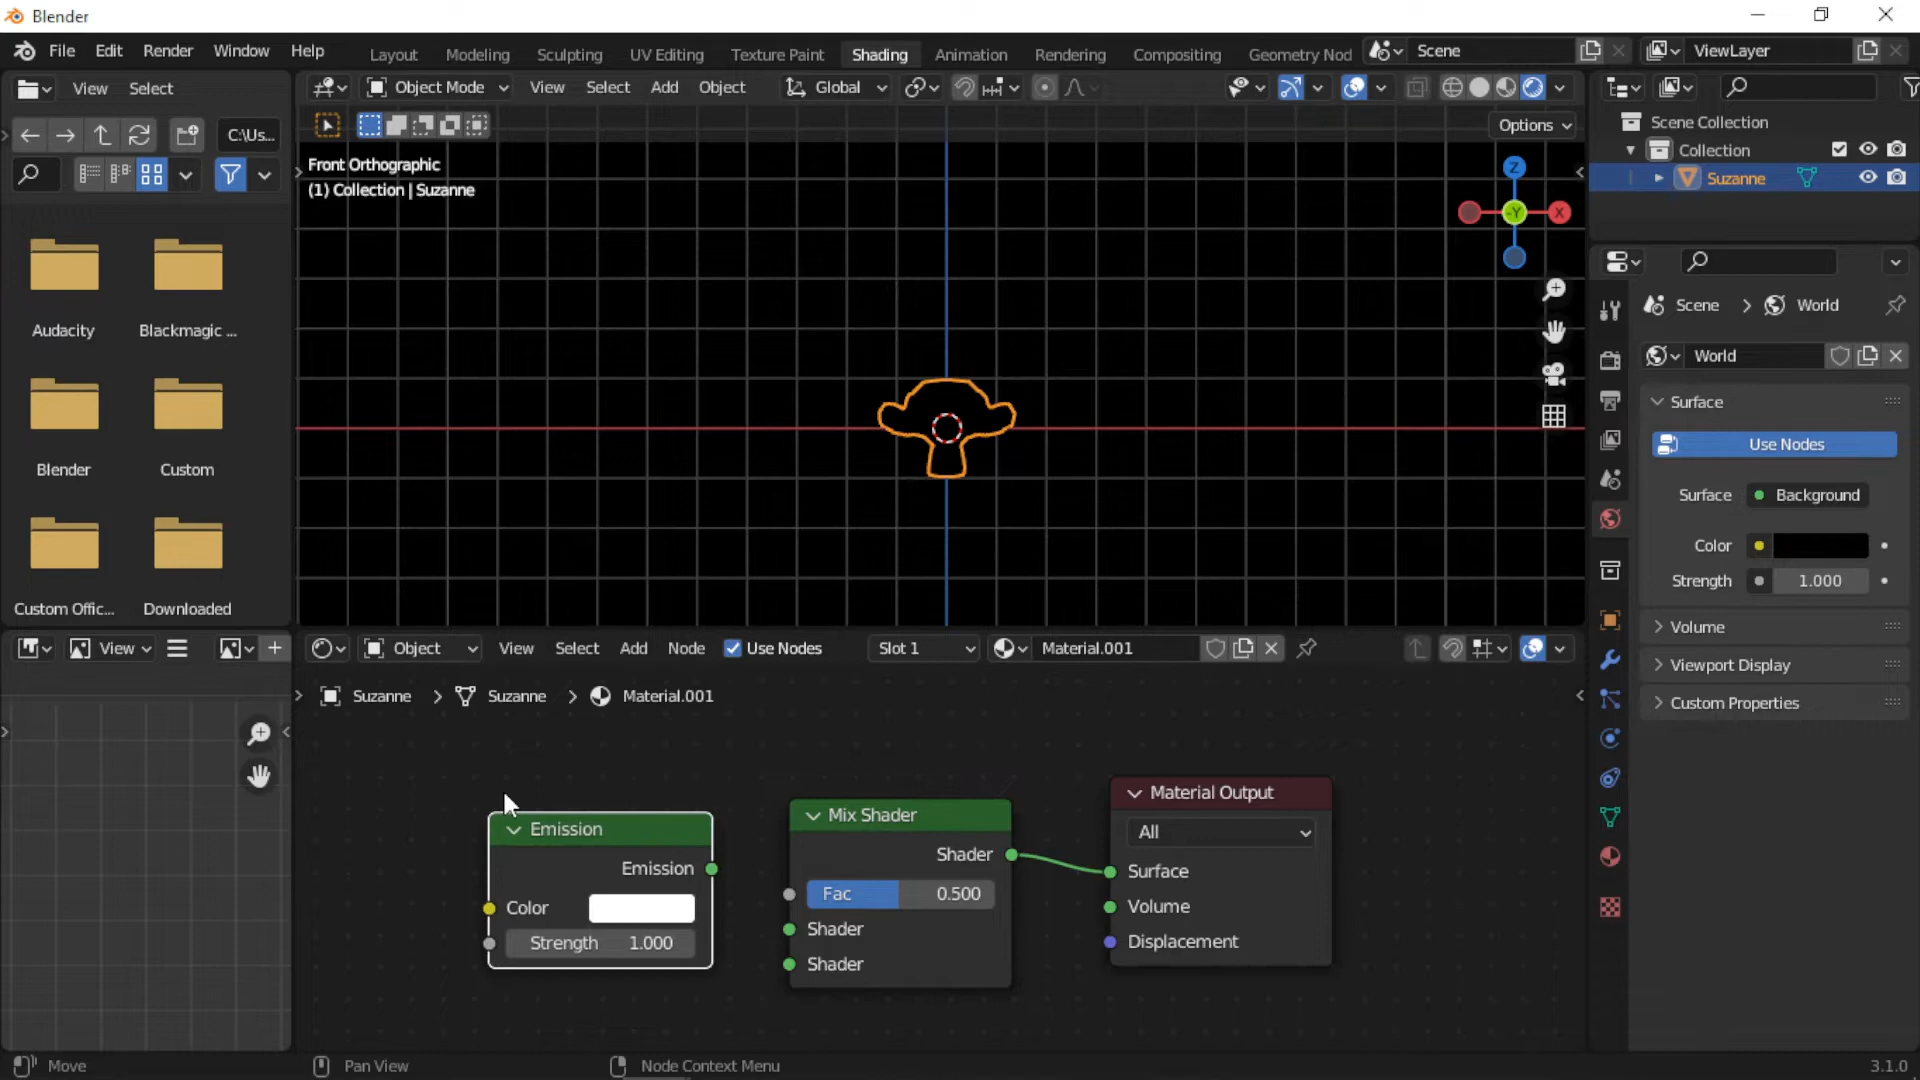 Blender
File Edit Render Window Help Layout Modeling Sculpting UV Editing Texture Paint Shading Animation Rendering Compositing Geometry Nod Scene ViewLayer
View Select Object Mode View Select Add Object Global
C:\Us... Options
Front Orthographic
(1) Collection | Suzanne
Z
-Y
X
Audacity Blackmagic ...
Blender Custom
Custom Offic... Downloaded
Scene Collection
Collection
Suzanne
Scene > World
World
Surface
Use Nodes
Surface Background
Color
Strength 1.000
Volume
Viewport Display
Custom Properties
View Object View Select Add Node Use Nodes Slot 1 Material.001
Suzanne > Suzanne > Material.001
Emission
Emission
Color
Strength 1.000
Mix Shader
Shader
Fac 0.500
Shader
Shader
Material Output
All
Surface
Volume
Displacement
Move Pan View Node Context Menu 3.1.0